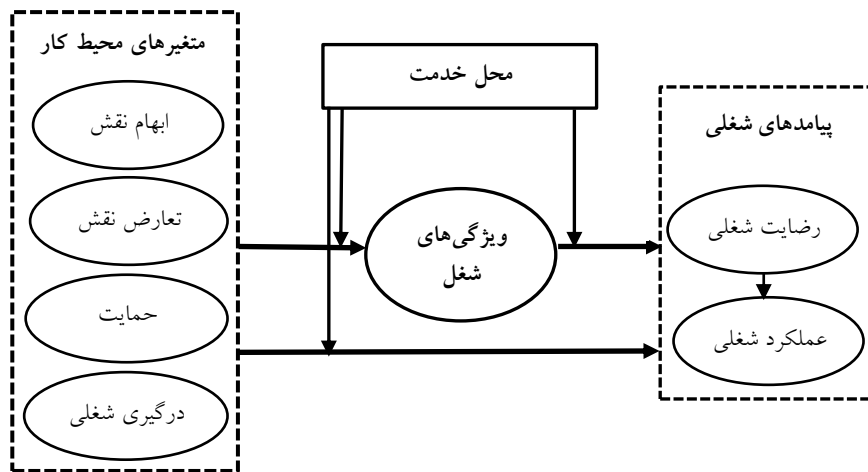 متغیرهای محیط کار
ابهام نقش
تعارض نقش
حمایت
درگیری شغلی
محل خدمت
ویژگی‌های
شغل
پیامدهای شغلی
رضایت شغلی
عملکرد شغلی